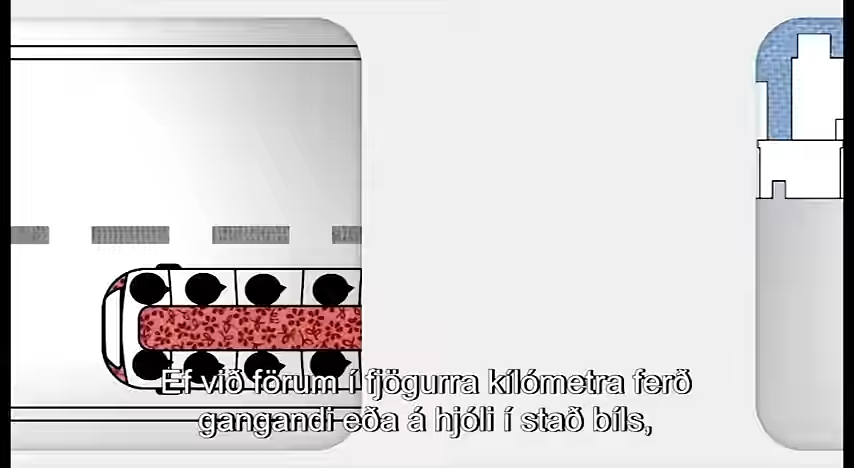 Ef við förum í fjögurra kílómetra ferð
gangandi eða á hjóli í stað bíls,